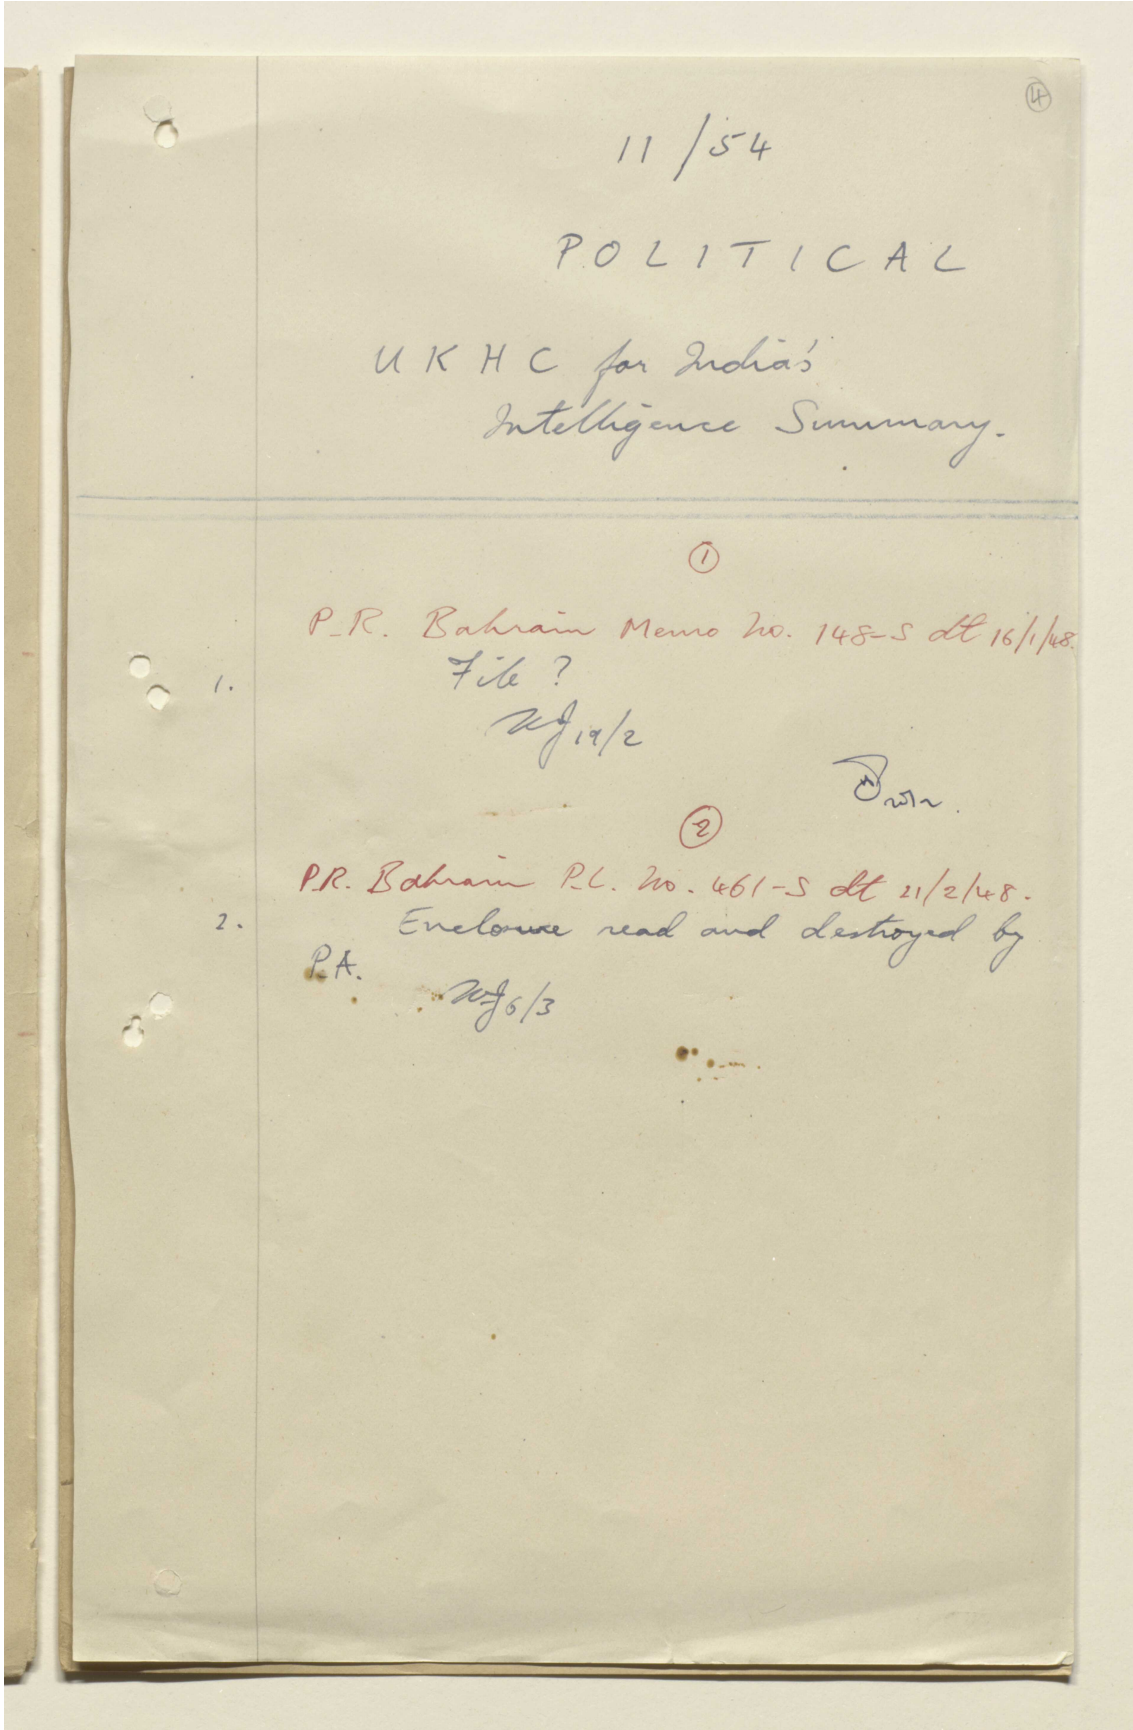 4
11/54
POLITICAL
UKHC for India's
Intelligence Summary.
1
P.R. Bahrain Memo No. 148-S dt 16/1/48.
1. File?
19/2
2
P.R. Bahrain P.L. No. 461-S dt 21/2/48.
2. Enclosure read and destroyed by
P.A.
6/3